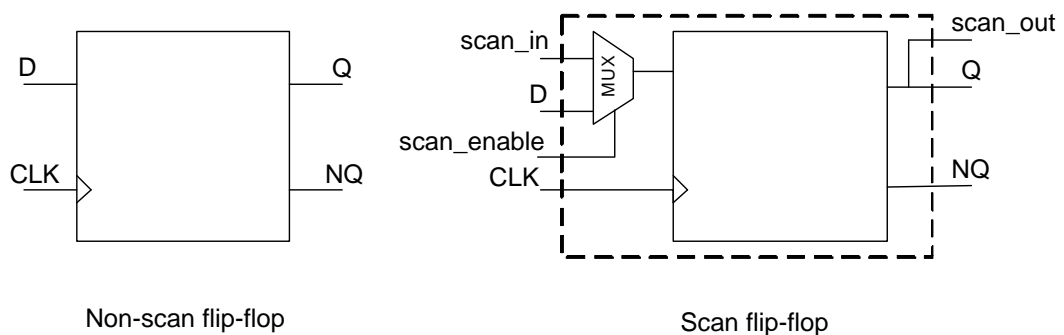 D
Q
CLK
NQ
Non-scan flip-flop
scan_in
MUX
D
scan_enable
CLK
scan_out
Q
NQ
Scan flip-flop